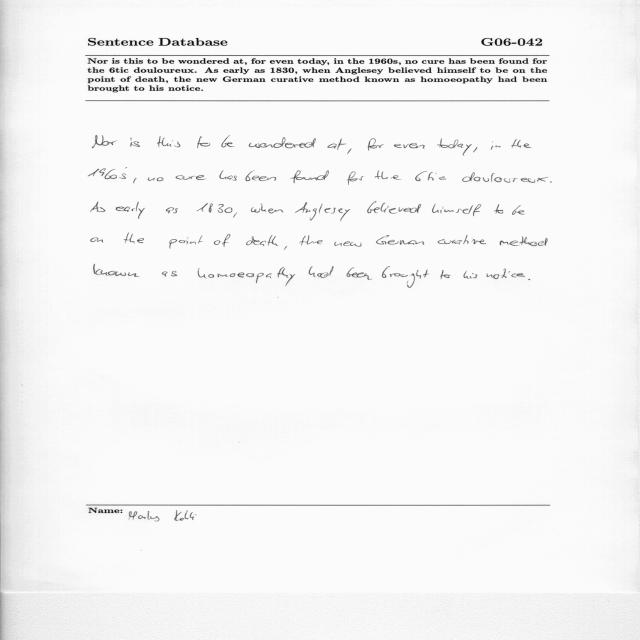 Sentence Database G06-042
Nor is this to be wondered at, for even today, in the 1960s, no cure has been found for
the 6tic douloureux. As early as 1830, when Anglesey believed himself to be on the
point of death, the new German curative method known as homoeopathy had been
brought to his notice.
Nor is this to be wondered at, for even today, in the
1960s, no cure has been found for the 6tic douloureux.
As early as 1830, when Anglesey believed himself to be
on the point of death, the new German curative method
known as homoeopathy had been brought to his notice.
Name: